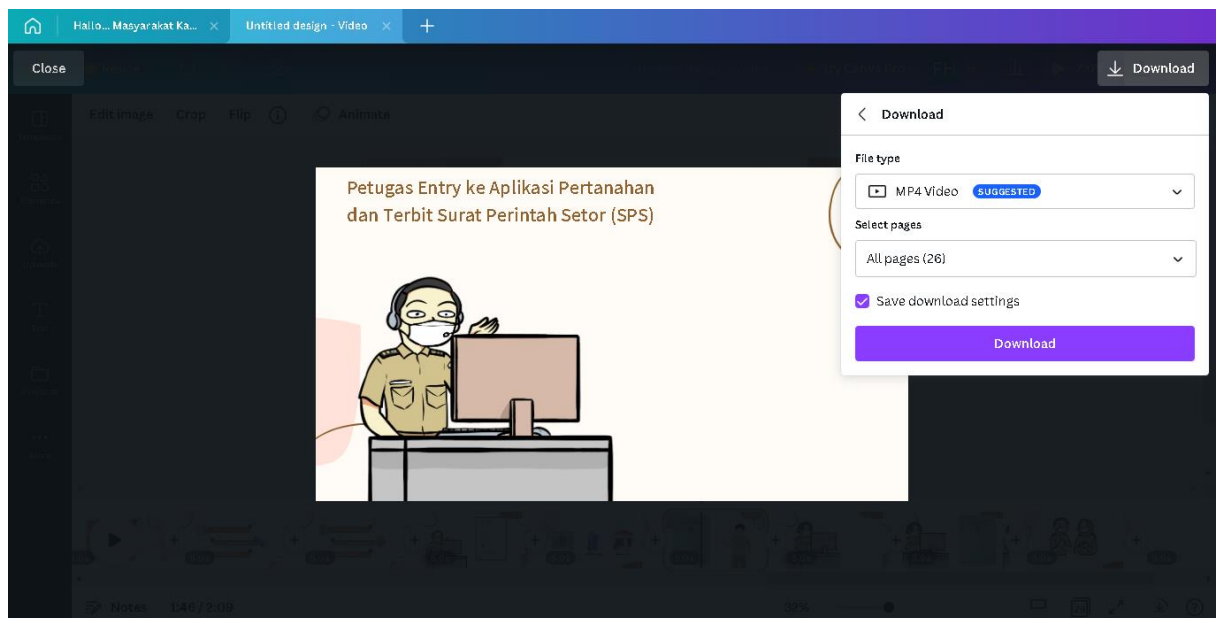 Hallo... Masyarakat Ka...
Untitled design - Video
Close
Download
Edit image Crop Flip Animate
Download
File type
MP4 Video SUGGESTED
Select pages
All pages (26)
Save download settings
Download
Petugas Entry ke Aplikasi Pertanahan
dan Terbit Surat Perintah Setor (SPS)
Notes 1:46 / 2:09
32%